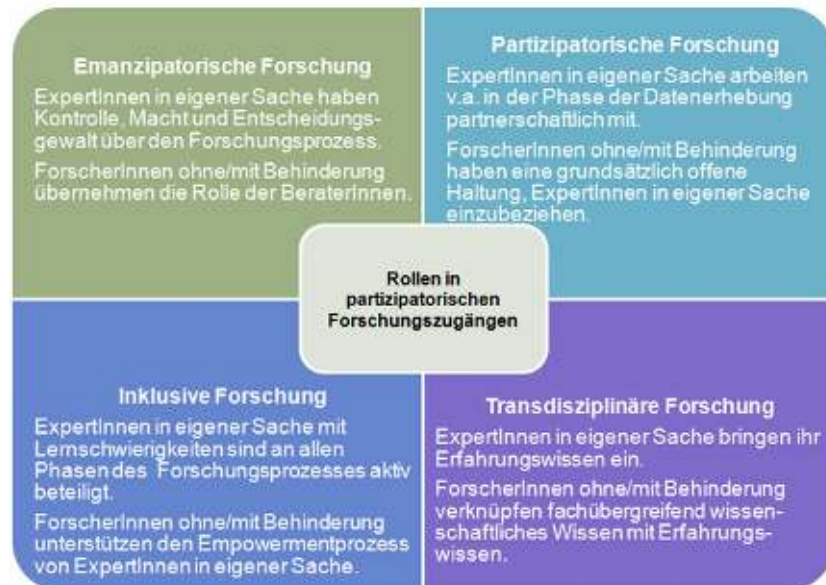 Emanzipatorische Forschung
ExpertInnen in eigener Sache haben
Kontrolle, Macht und Entscheidungs-
gewalt über den Forschungsprozess.
ForscherInnen ohne/mit Behinderung
übernehmen die Rolle der BeraterInnen.
Partizipatorische Forschung
ExpertInnen in eigener Sache arbeiten
v.a. in der Phase der Datenerhebung
partnerschaftlich mit.
ForscherInnen ohne/mit Behinderung
haben eine grundsätzlich offene
Haltung, ExpertInnen in eigener Sache
einzubeziehen.
Rollen in
partizipatorischen
Forschungszugängen
Inklusive Forschung
ExpertInnen in eigener Sache mit
Lernschwierigkeiten sind an allen
Phasen des Forschungsprozesses aktiv
beteiligt.
ForscherInnen ohne/mit Behinderung
unterstützen den Empowermentprozess
von ExpertInnen in eigener Sache.
Transdisziplinäre Forschung
ExpertInnen in eigener Sache bringen ihr
Erfahrungswissen ein.
ForscherInnen ohne/mit Behinderung
verknüpfen fachübergreifend wissen-
schaftliches Wissen mit Erfahrungs-
wissen.